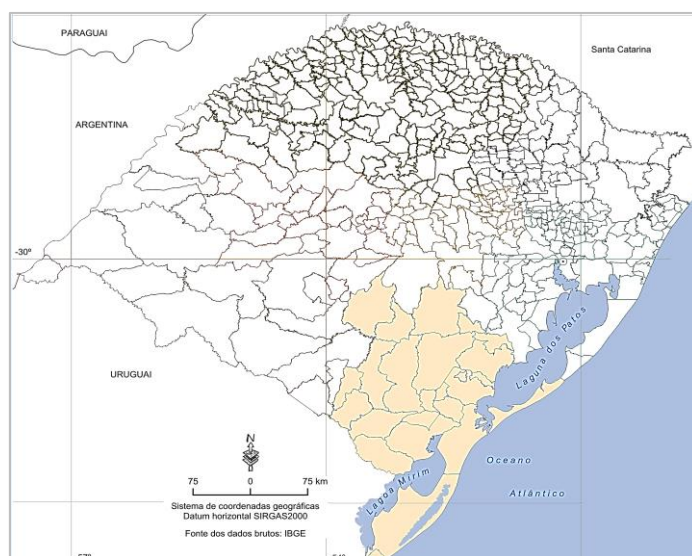 PARAGUAI
Santa Catarina
ARGENTINA
-30º
URUGUAI
Laguna dos Patos
N
75 0 75 km
Oceano
Lagoa Mirim
Atlântico
Sistema de coordenadas geográficas
Datum horizontal SIRGAS2000
Fonte dos dados brutos: IBGE